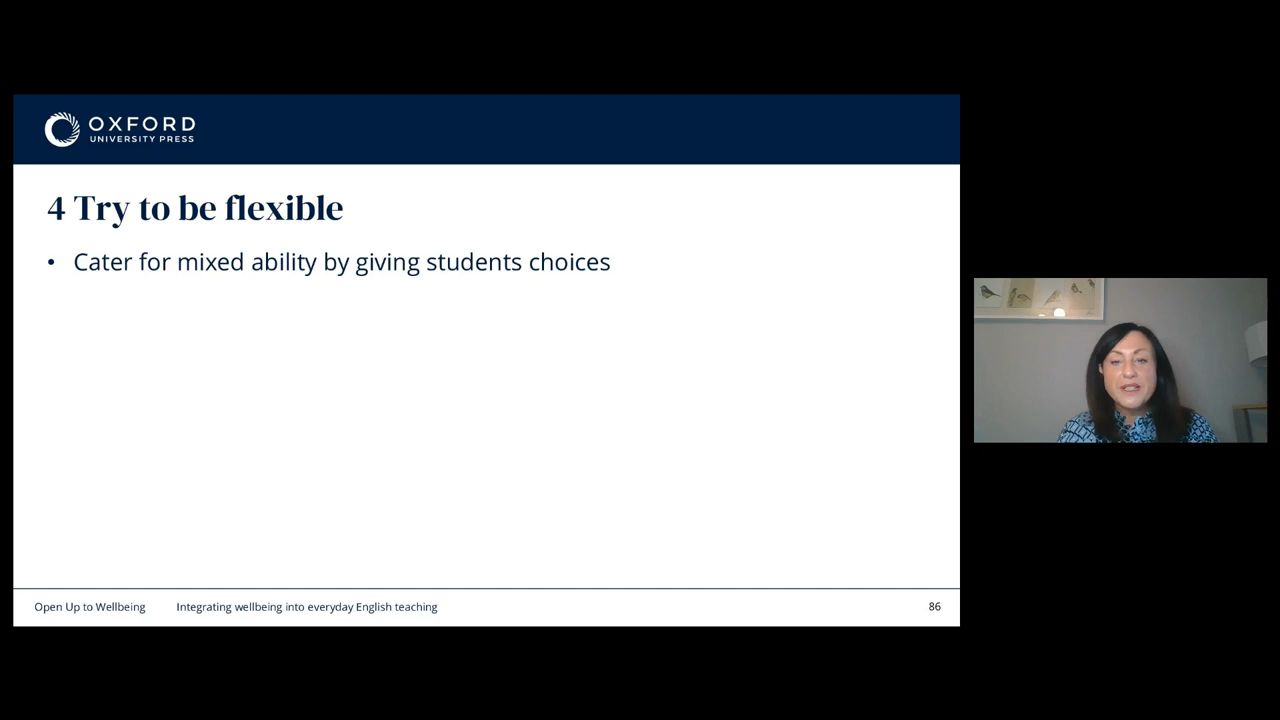 OXFORD
UNIVERSITY PRESS
4 Try to be flexible
• Cater for mixed ability by giving students choices
Open Up to Wellbeing
Integrating wellbeing into everyday English teaching
86